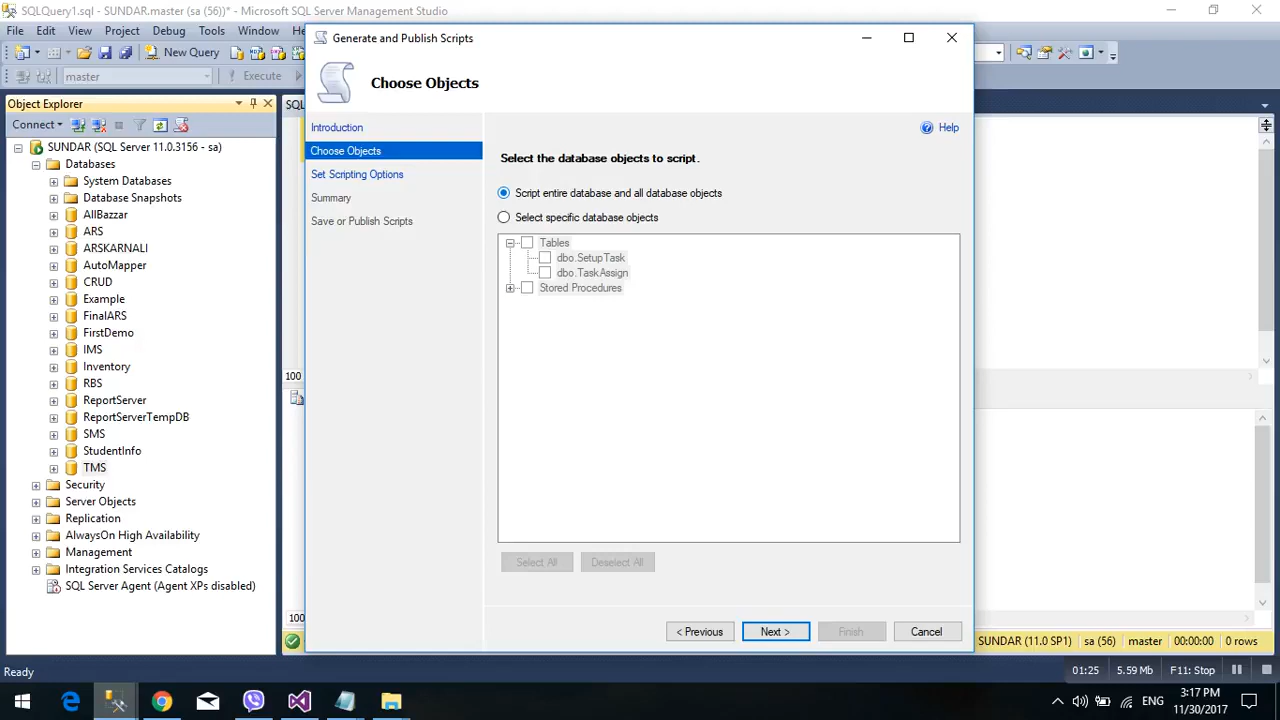 SQLQuery1.sql - SUNDAR.master (sa (56))* - Microsoft SQL Server Management Studio
File Edit View Project Debug Tools Window
New Query
master
Execute
Object Explorer
Connect
SUNDAR (SQL Server 11.0.3156 - sa)
Databases
System Databases
Database Snapshots
AllBazzar
ARS
ARSKARNALI
AutoMapper
CRUD
Example
FinalARS
FirstDemo
IMS
Inventory
RBS
ReportServer
ReportServerTempDB
SMS
StudentInfo
TMS
Security
Server Objects
Replication
AlwaysOn High Availability
Management
Integration Services Catalogs
SQL Server Agent (Agent XPs disabled)
100
100
Generate and Publish Scripts
Choose Objects
Introduction
Choose Objects
Set Scripting Options
Summary
Save or Publish Scripts
Help
Select the database objects to script.
Script entire database and all database objects
Select specific database objects
Tables
dbo.SetupTask
dbo.TaskAssign
Stored Procedures
Select All Deselect All
< Previous Next > Finish Cancel
SUNDAR (11.0 SP1) sa (56) master 00:00:00 0 rows
Ready
01:25 5.59 Mb F11: Stop
ENG
3:17 PM
11/30/2017